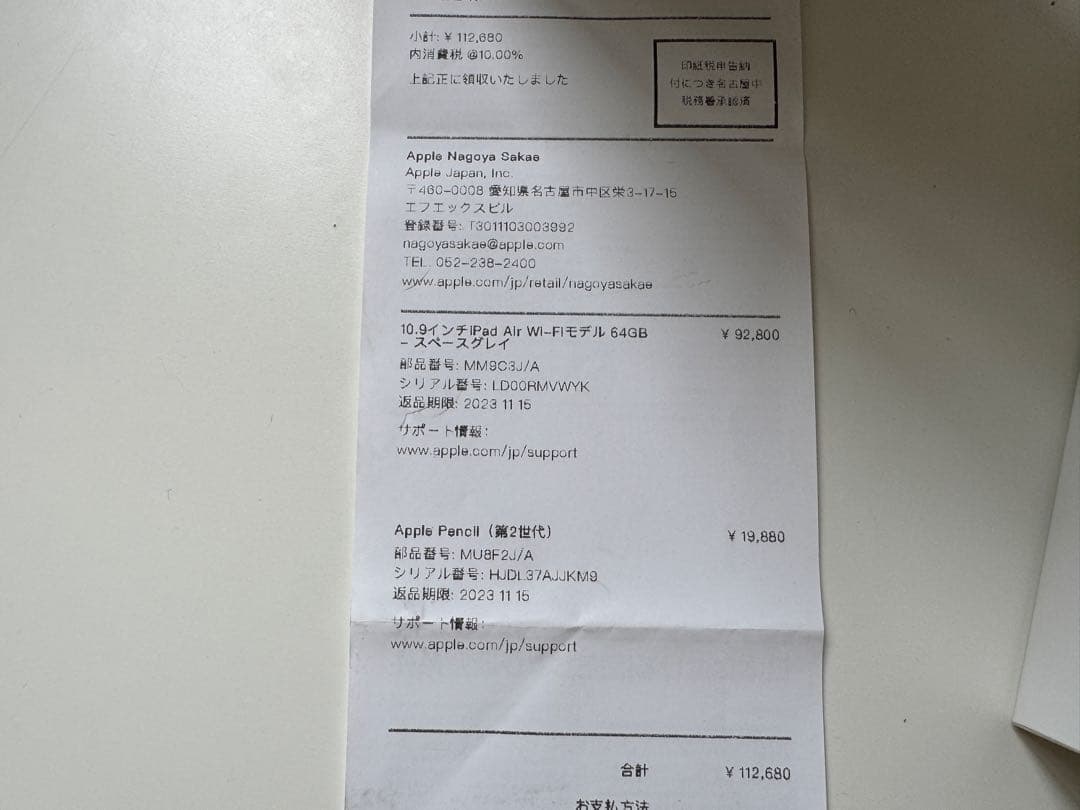 小計: ¥ 112,680
内消費税 @10.00%
上記正に領収いたしました
印紙税申告納
付につき名古屋中
税務署承認済
Apple Nagoya Sakae
Apple Japan, Inc.
〒460-0008 愛知県名古屋市中区栄3-17-15
エフエックスビル
登録番号: T3011103003992
nagoyasakae@apple.com
TEL. 052-238-2400
www.apple.com/jp/retail/nagoyasakae
10.9インチiPad Air Wi-Fiモデル 64GB ¥ 92,800
- スペースグレイ
部品番号: MM9C3J/A
シリアル番号: LD00RMVWYK
返品期限: 2023 11 15
サポート情報:
www.apple.com/jp/support
Apple Pencil（第2世代） ¥ 19,880
部品番号: MU8F2J/A
シリアル番号: HJDL37AJJKM9
返品期限: 2023 11 15
サポート情報:
www.apple.com/jp/support
合計 ¥ 112,680
お支払方法